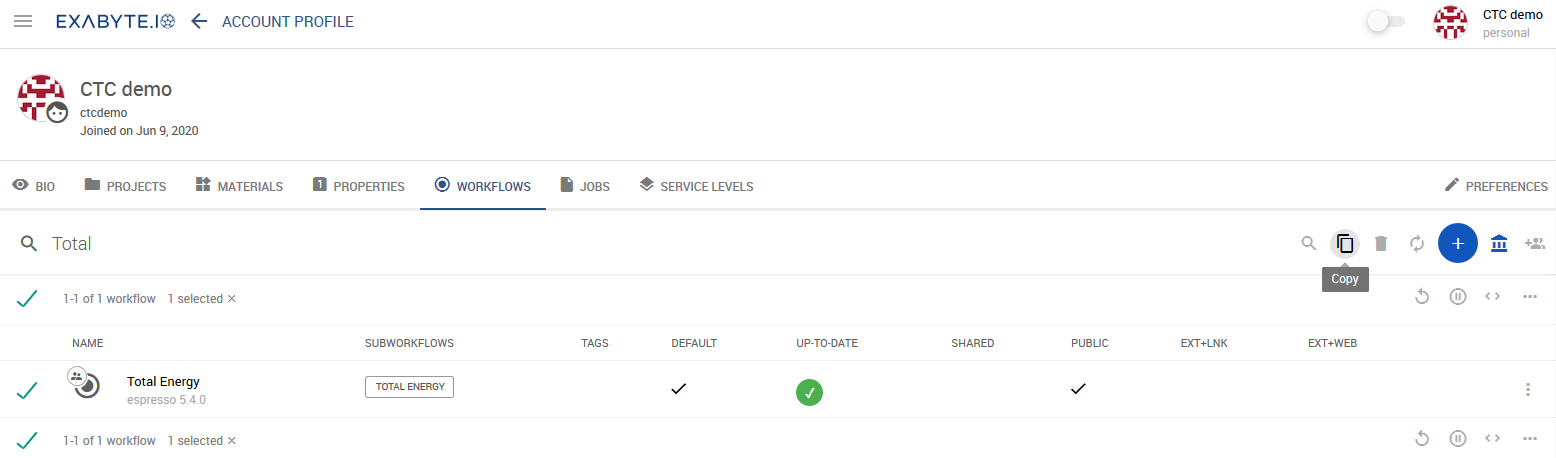 EXABYTE.IO ACCOUNT PROFILE
CTC demo
personal
CTC demo
ctcdemo
Joined on Jun 9, 2020
BIO PROJECTS MATERIALS 1 PROPERTIES WORKFLOWS JOBS SERVICE LEVELS PREFERENCES
Total
Copy
1-1 of 1 workflow 1 selected ×
NAME SUBWORKFLOWS TAGS DEFAULT UP-TO-DATE SHARED PUBLIC EXT+LNK EXT+WEB
Total Energy TOTAL ENERGY
espresso 5.4.0
1-1 of 1 workflow 1 selected ×